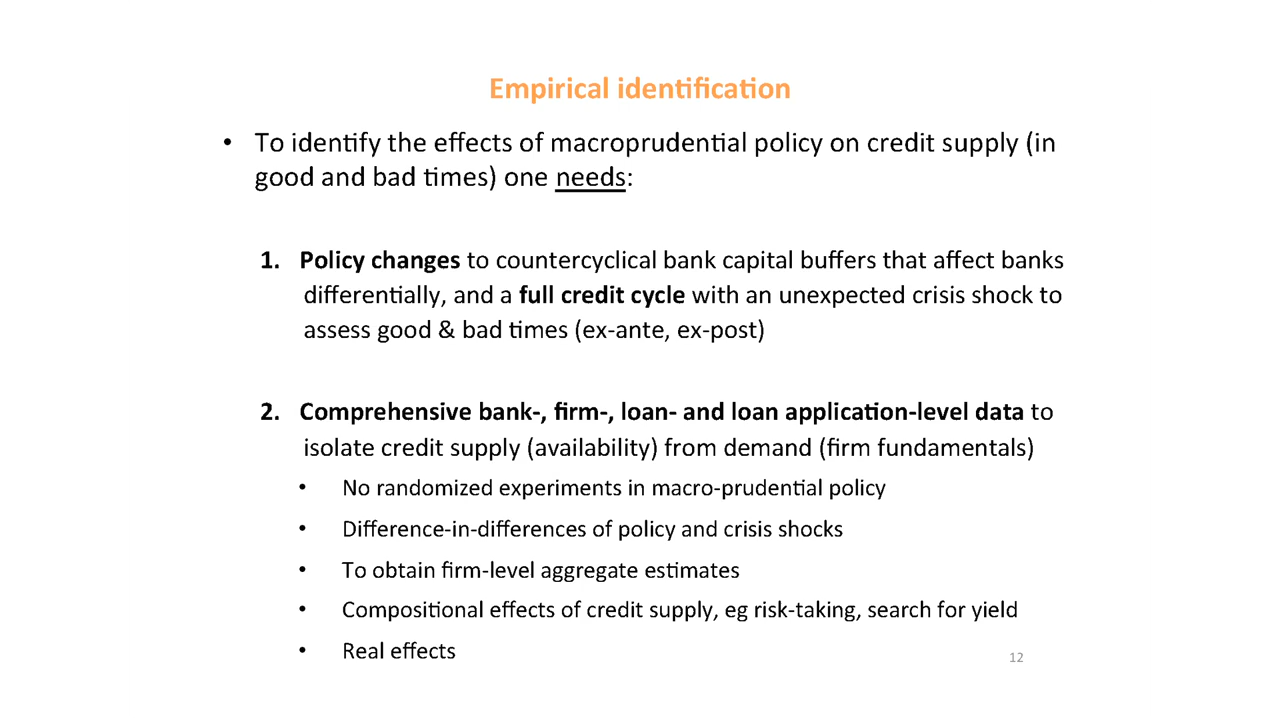 Empirical identification
• To identify the effects of macroprudential policy on credit supply (in
good and bad times) one needs:
1. Policy changes to countercyclical bank capital buffers that affect banks
differentially, and a full credit cycle with an unexpected crisis shock to
assess good & bad times (ex-ante, ex-post)
2. Comprehensive bank-, firm-, loan- and loan application-level data to
isolate credit supply (availability) from demand (firm fundamentals)
• No randomized experiments in macro-prudential policy
• Difference-in-differences of policy and crisis shocks
• To obtain firm-level aggregate estimates
• Compositional effects of credit supply, eg risk-taking, search for yield
• Real effects
12